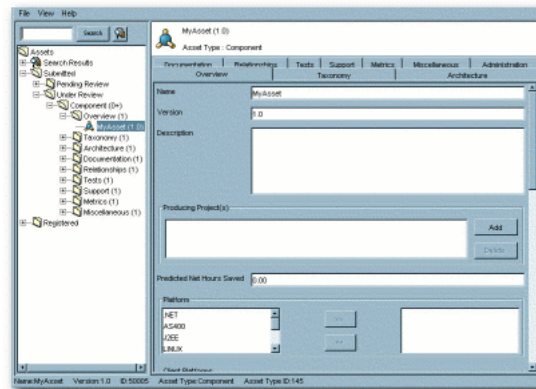 File View Help
Search
MyAsset (1.0)
Asset Type : Component
Assets
Search Results
Submitted
Pending Review
Under Review
Component (0+)
Overview (1)
MyAsset (1.0)
Taxonomy (1)
Architecture (1)
Documentation (1)
Relationships (1)
Tests (1)
Support (1)
Metrics (1)
Miscellaneous (1)
Registered
Documentation Relationships Tests Support Metrics Miscellaneous Administration
Overview Taxonomy Architecture
Name MyAsset
Version 1.0
Description
Producing Project(s)
Add
Delete
Predicted Net Hours Saved 0.00
Platform
.NET
AS400
J2EE
LINUX
>>
<<
Client Platforms
Name:MyAsset Version:1.0 ID:50005 Asset Type:Component Asset Type ID:145